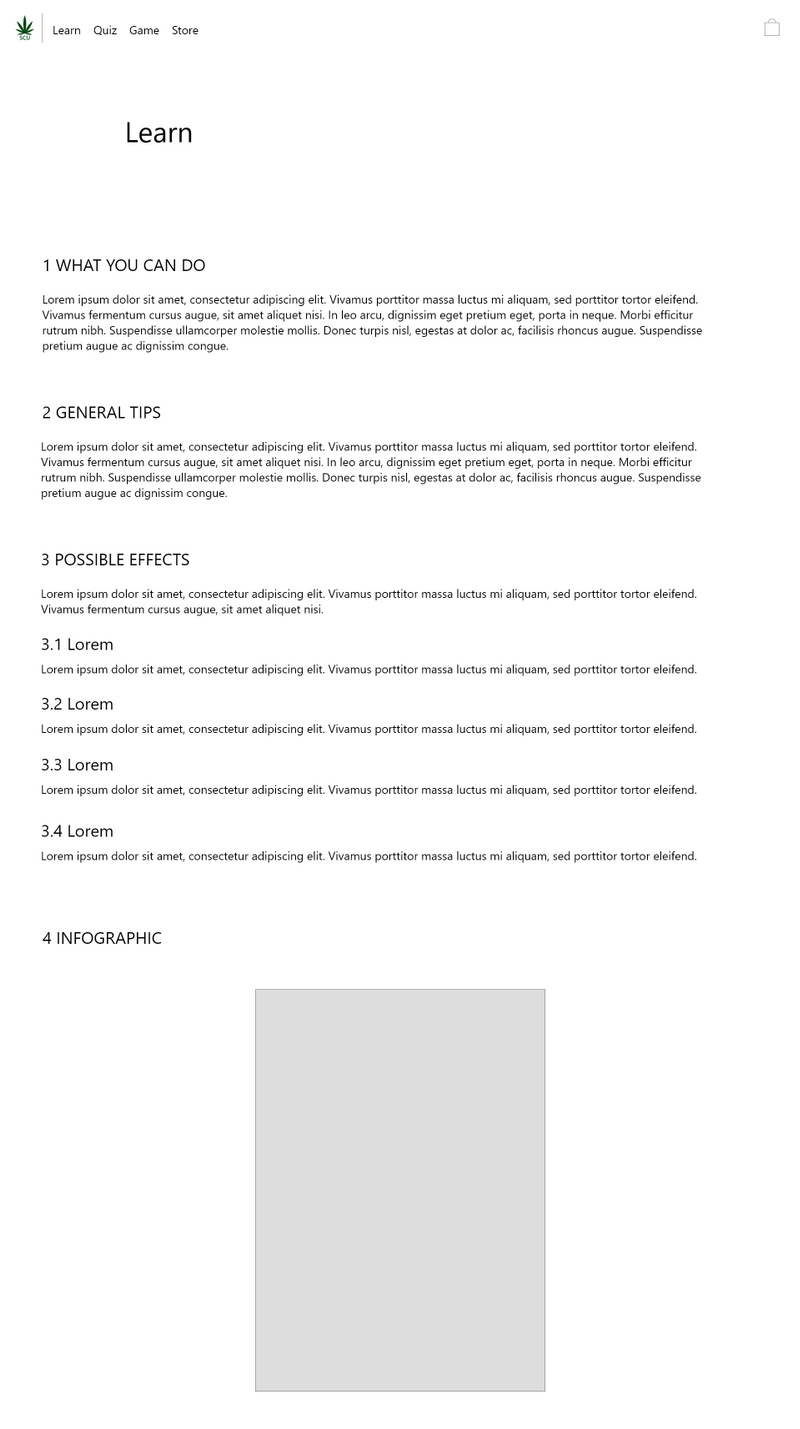 SCU
Learn Quiz Game Store
Learn
1 WHAT YOU CAN DO
Lorem ipsum dolor sit amet, consectetur adipiscing elit. Vivamus porttitor massa luctus mi aliquam, sed porttitor tortor eleifend.
Vivamus fermentum cursus augue, sit amet aliquet nisi. In leo arcu, dignissim eget pretium eget, porta in neque. Morbi efficitur
rutrum nibh. Suspendisse ullamcorper molestie mollis. Donec turpis nisl, egestas at dolor ac, facilisis rhoncus augue. Suspendisse
pretium augue ac dignissim congue.
2 GENERAL TIPS
Lorem ipsum dolor sit amet, consectetur adipiscing elit. Vivamus porttitor massa luctus mi aliquam, sed porttitor tortor eleifend.
Vivamus fermentum cursus augue, sit amet aliquet nisi. In leo arcu, dignissim eget pretium eget, porta in neque. Morbi efficitur
rutrum nibh. Suspendisse ullamcorper molestie mollis. Donec turpis nisl, egestas at dolor ac, facilisis rhoncus augue. Suspendisse
pretium augue ac dignissim congue.
3 POSSIBLE EFFECTS
Lorem ipsum dolor sit amet, consectetur adipiscing elit. Vivamus porttitor massa luctus mi aliquam, sed porttitor tortor eleifend.
Vivamus fermentum cursus augue, sit amet aliquet nisi.
3.1 Lorem
Lorem ipsum dolor sit amet, consectetur adipiscing elit. Vivamus porttitor massa luctus mi aliquam, sed porttitor tortor eleifend.
3.2 Lorem
Lorem ipsum dolor sit amet, consectetur adipiscing elit. Vivamus porttitor massa luctus mi aliquam, sed porttitor tortor eleifend.
3.3 Lorem
Lorem ipsum dolor sit amet, consectetur adipiscing elit. Vivamus porttitor massa luctus mi aliquam, sed porttitor tortor eleifend.
3.4 Lorem
Lorem ipsum dolor sit amet, consectetur adipiscing elit. Vivamus porttitor massa luctus mi aliquam, sed porttitor tortor eleifend.
4 INFOGRAPHIC